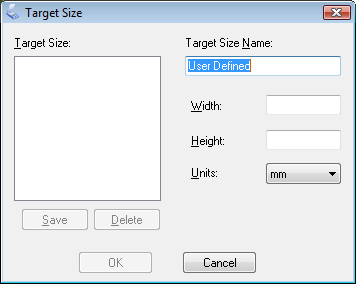 Target Size
Target Size:
Target Size Name:
User Defined
Width:
Height:
Units:
mm
Save
Delete
OK
Cancel